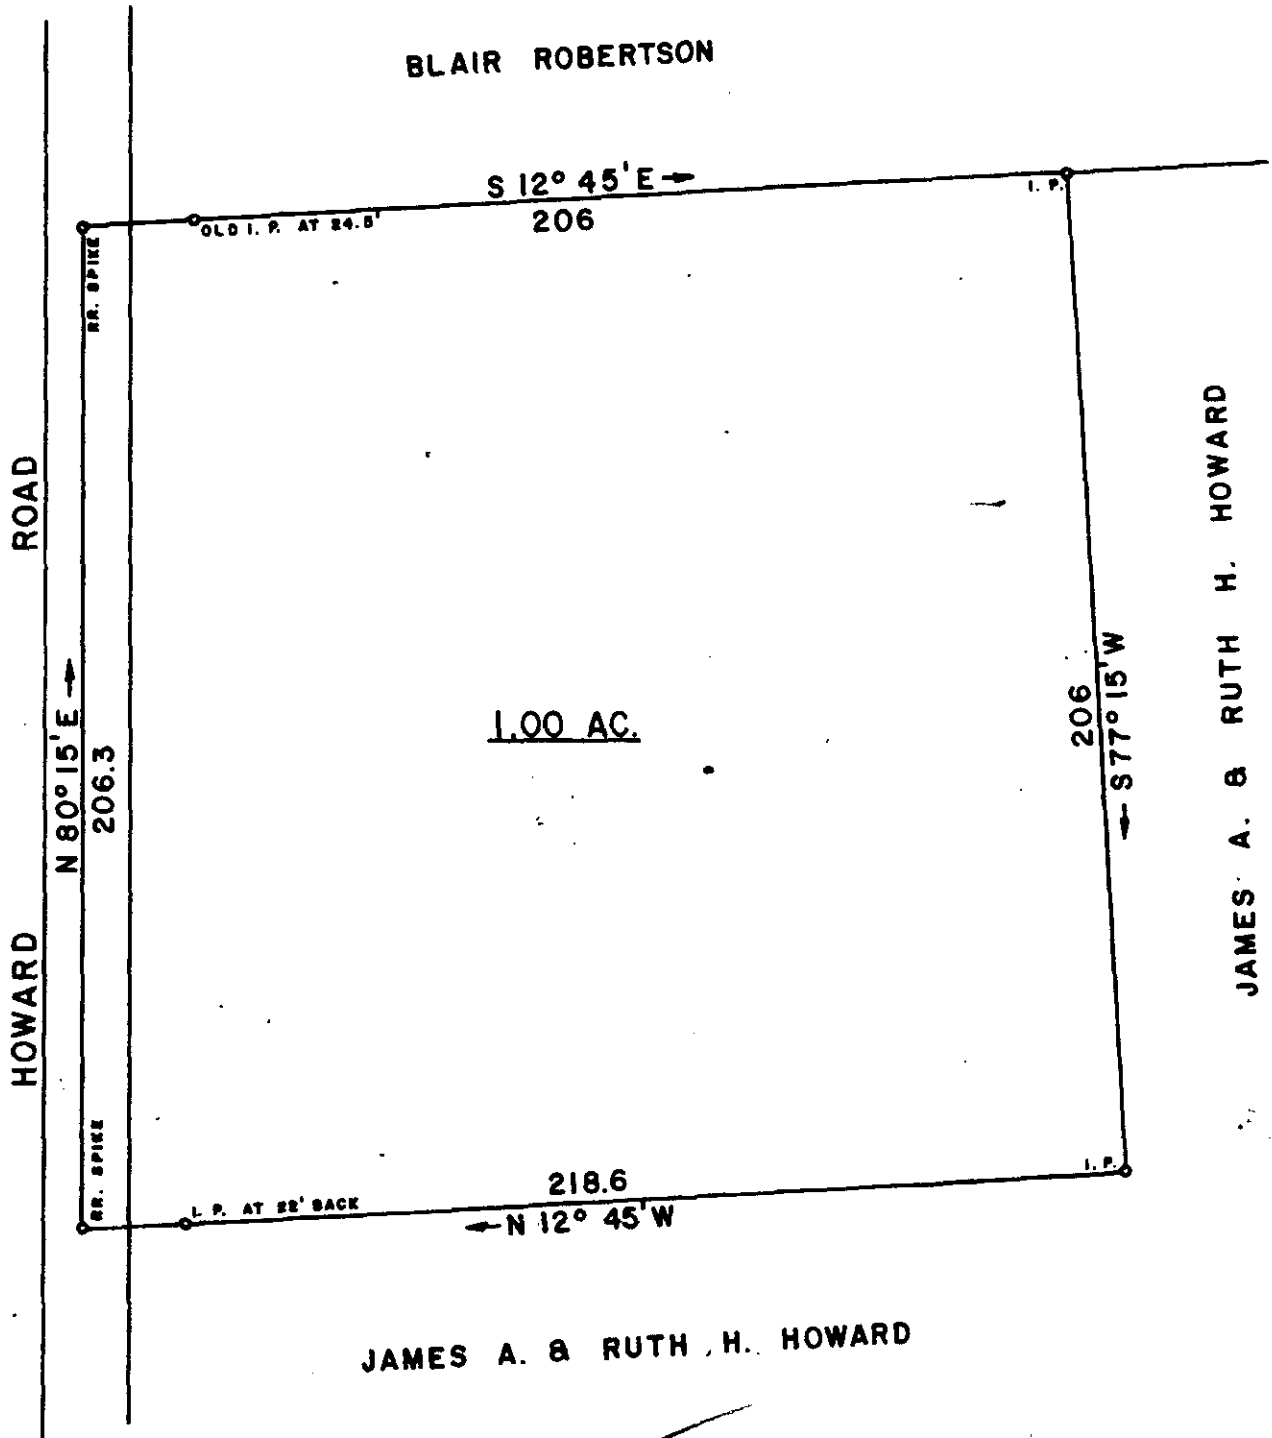 BLAIR ROBERTSON
S 12° 45' E →
206
I. P.
OLD I. P. AT 24.5'
RR. SPIKE
HOWARD ROAD
N 80° 15' E →
206.3
1.00 AC.
206
← S 77° 15' W
JAMES A. & RUTH H. HOWARD
RR. SPIKE
I. P. AT 22' BACK
218.6
← N 12° 45' W
I. P.
JAMES A. & RUTH H. HOWARD